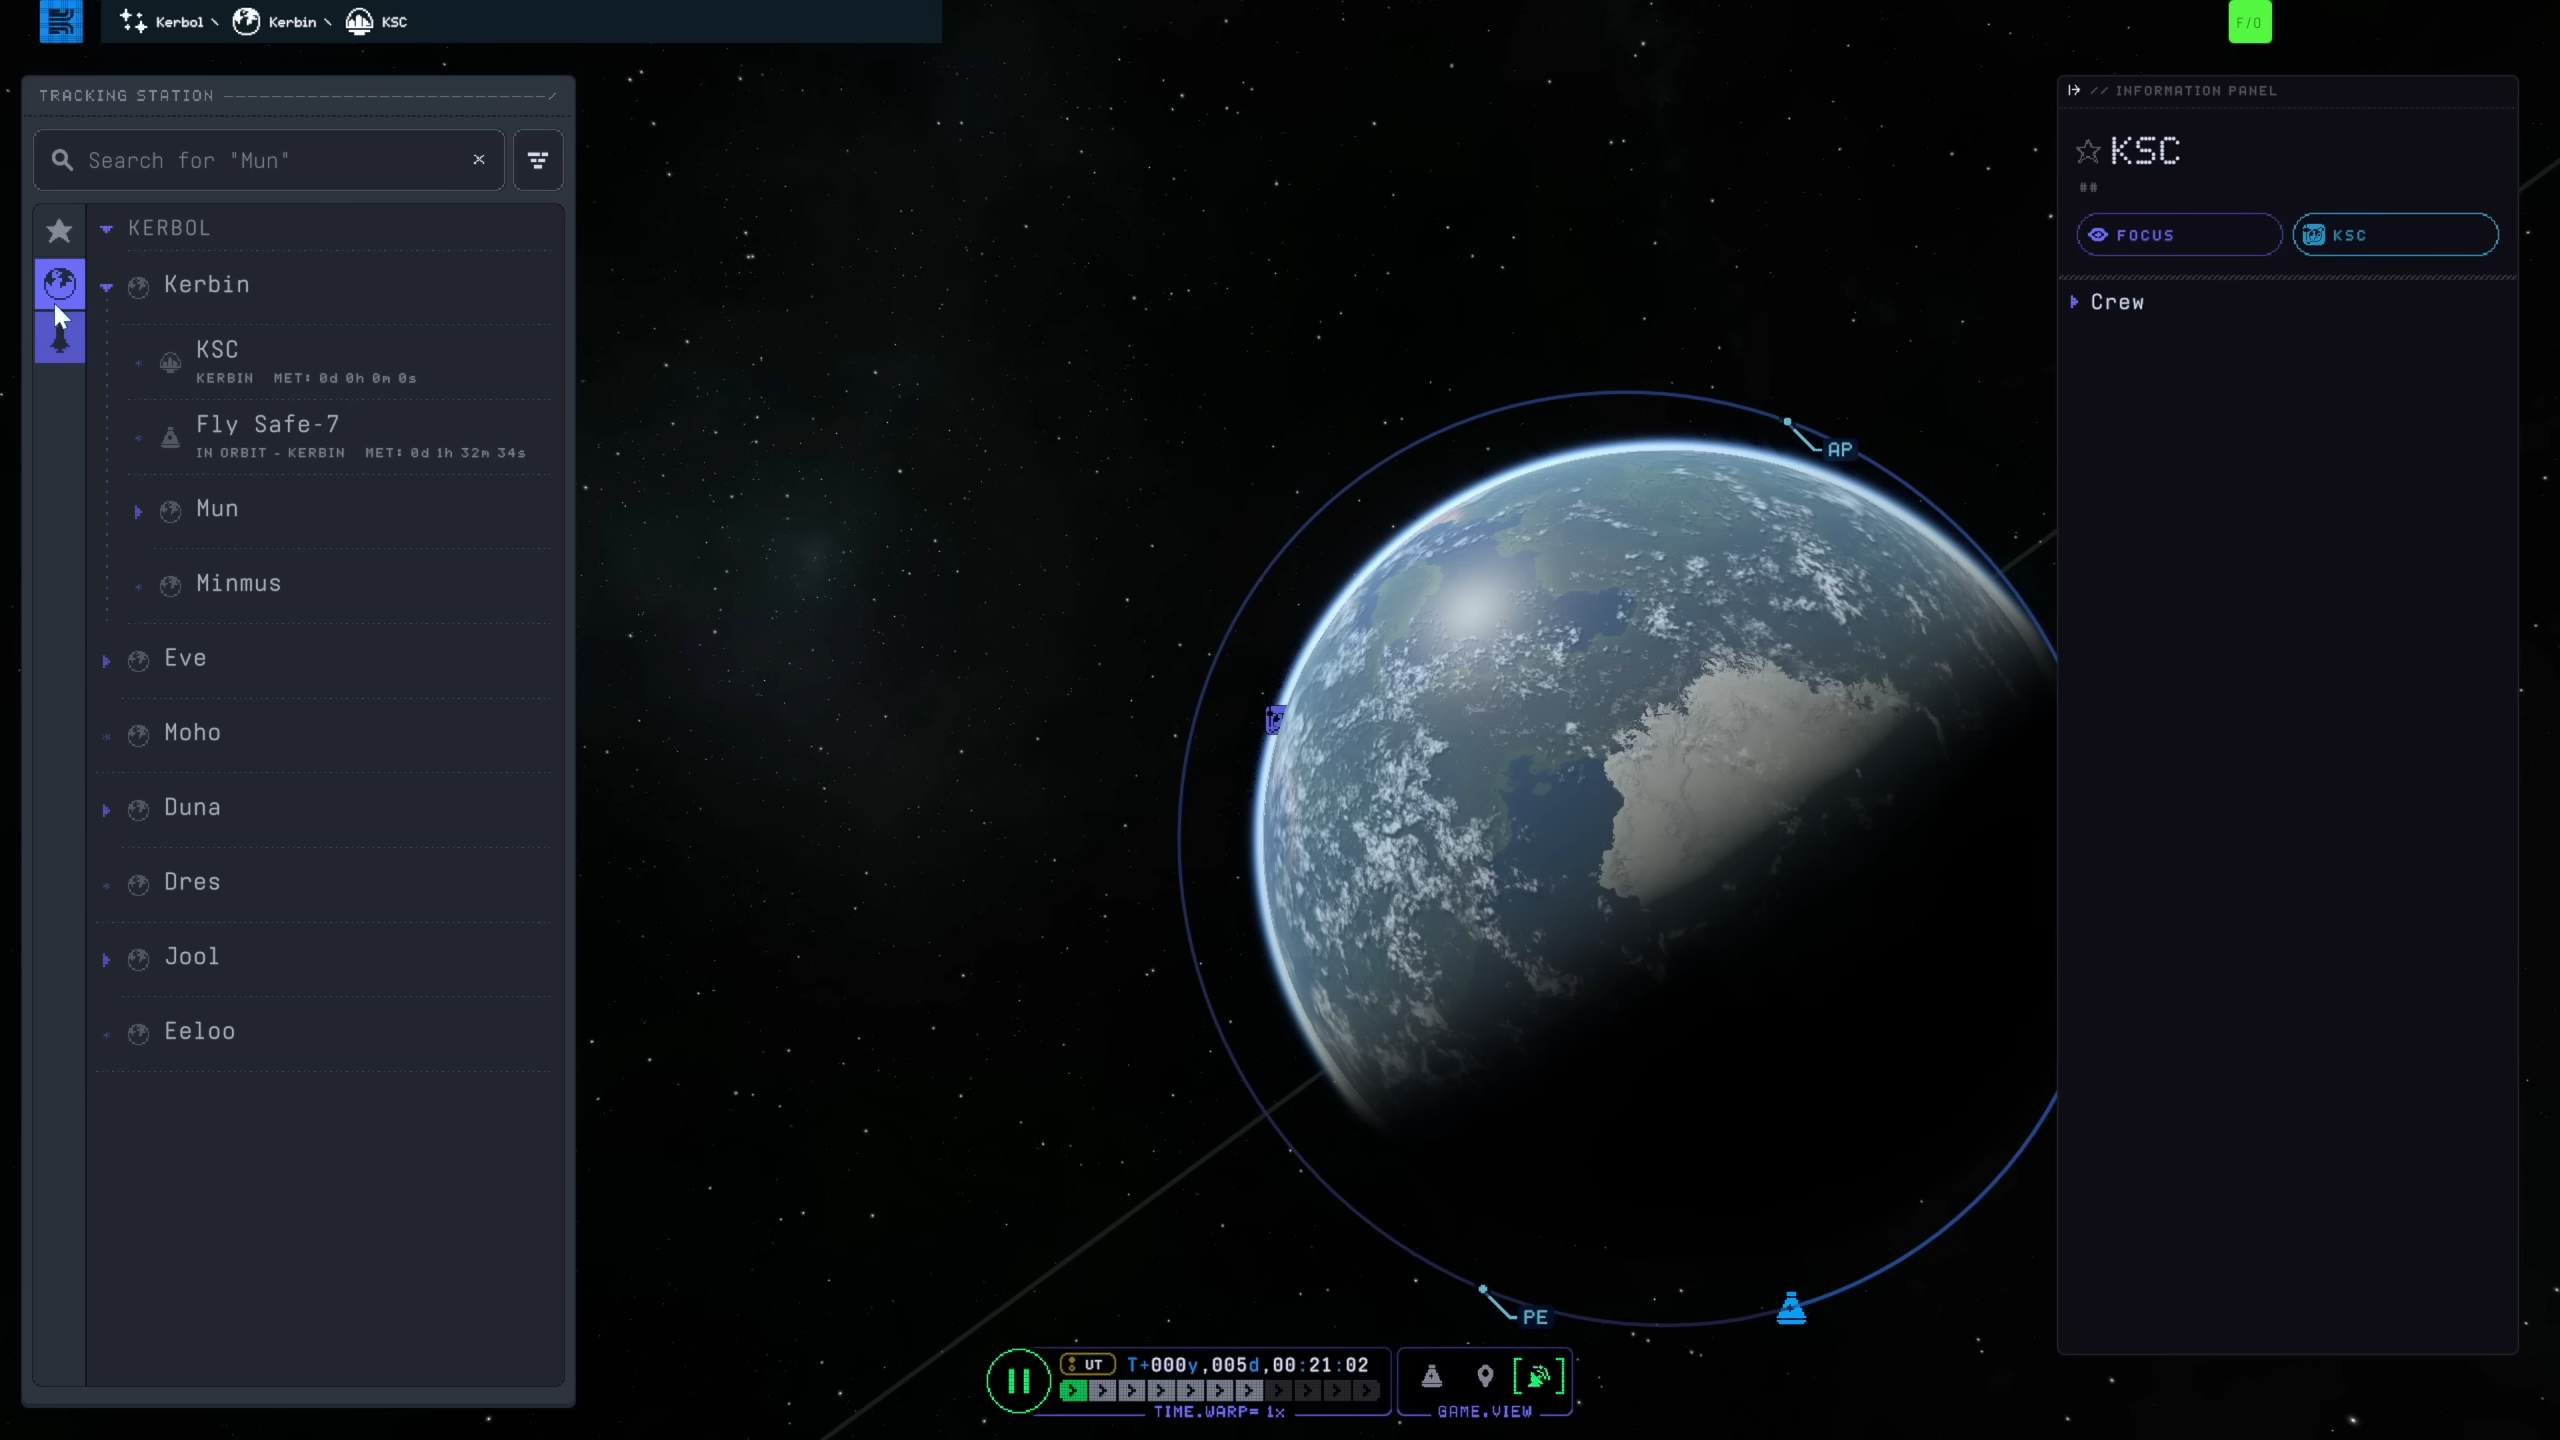 Kerbol \ Kerbin \ KSC
F/O
TRACKING STATION
Search for "Mun"
KERBOL
Kerbin
KSC
KERBIN MET: 0d 0h 0m 0s
Fly Safe-7
IN ORBIT - KERBIN MET: 0d 1h 32m 34s
Mun
Minmus
Eve
Moho
Duna
Dres
Jool
Eeloo
AP
PE
UT T+000y,005d,00:21:02
TIME.WARP= 1x
GAME.VIEW
// INFORMATION PANEL
KSC
##
FOCUS
KSC
Crew